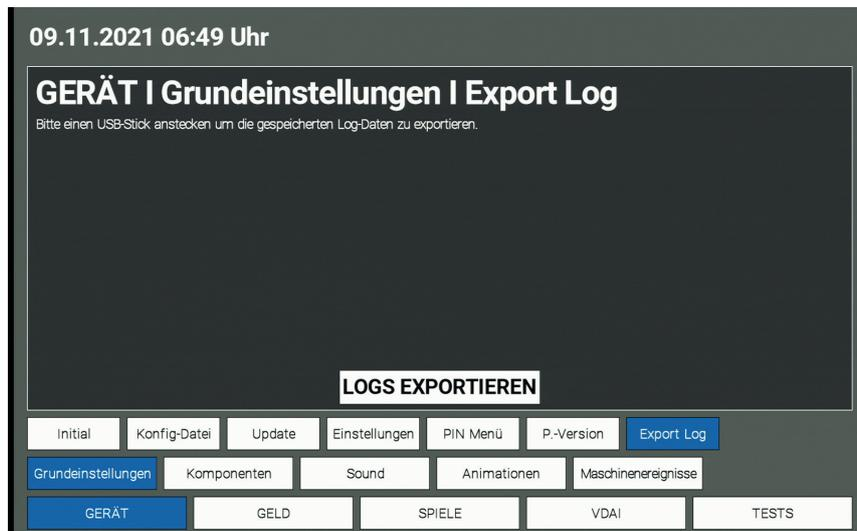 09.11.2021 06:49 Uhr
GERÄT I Grundeinstellungen I Export Log
Bitte einen USB-Stick anstecken um die gespeicherten Log-Daten zu exportieren.
LOGS EXPORTIEREN
Initial Konfig-Datei Update Einstellungen PIN Menü P.-Version Export Log
Grundeinstellungen Komponenten Sound Animationen Maschinenereignisse
GERÄT GELD SPIELE VDAI TESTS